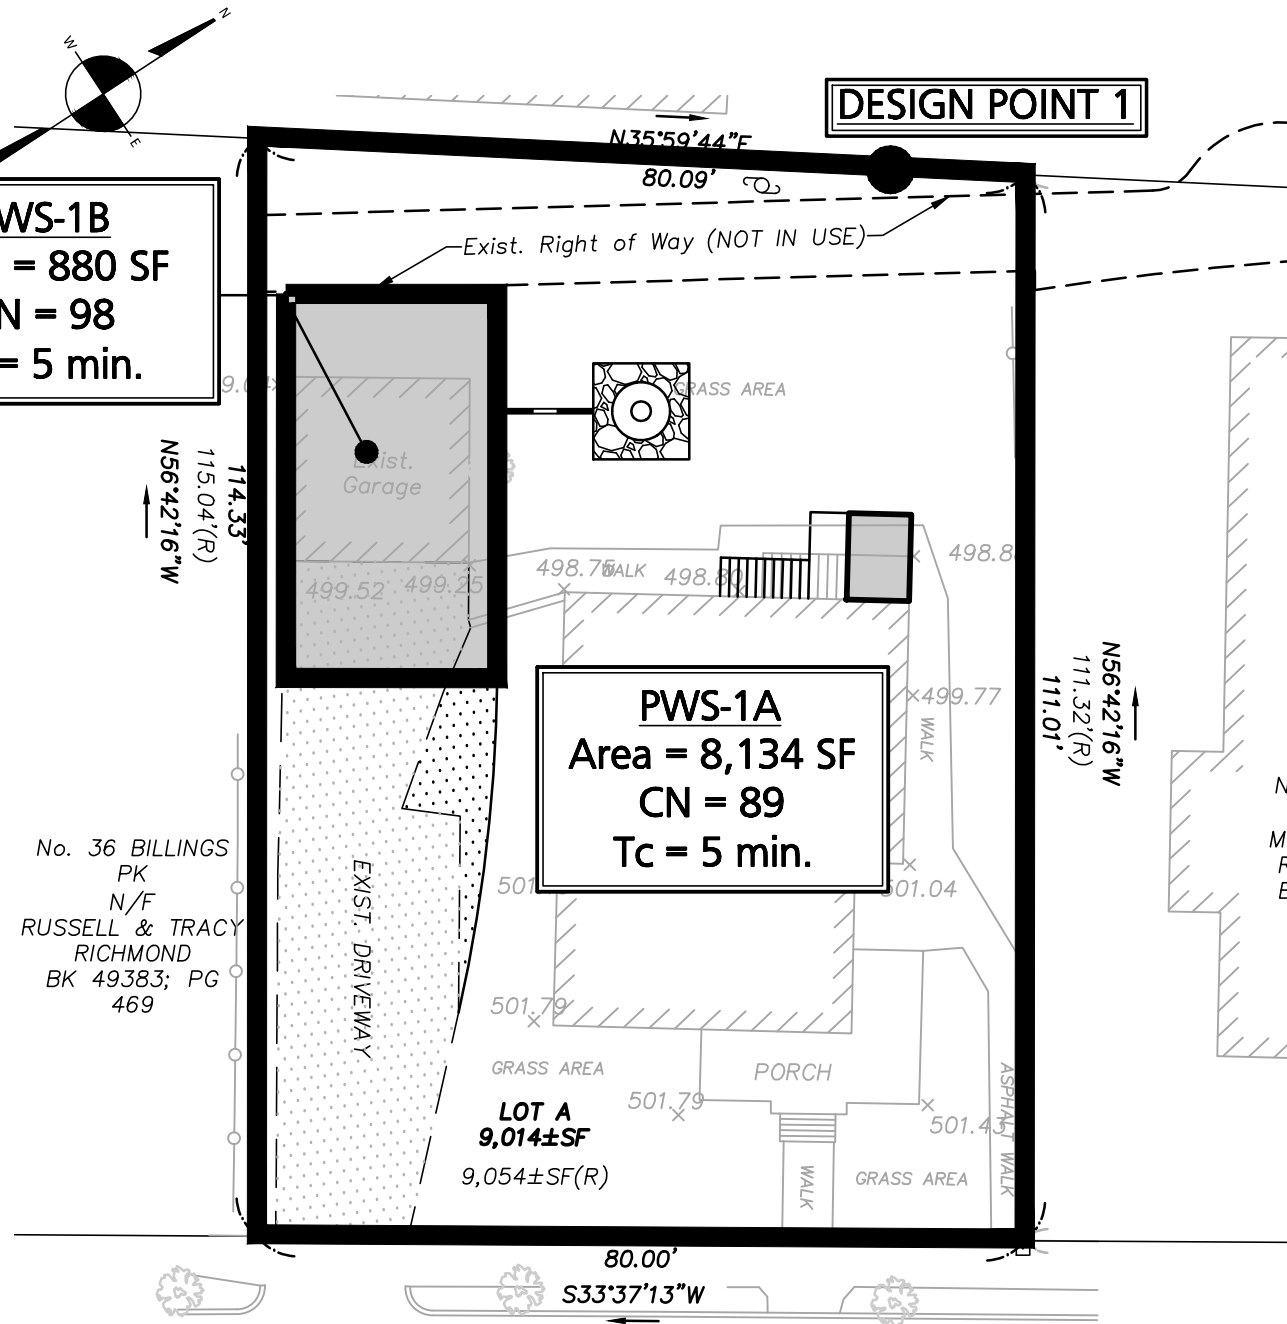 N
W
E
DESIGN POINT 1
N35°59'44"E
80.09'
Exist. Right of Way (NOT IN USE)
WS-1B
= 880 SF
N = 98
= 5 min.
GRASS AREA
Exist.
Garage
114.33'
115.04'(R)
N56°42'16"W
499.52
499.25
498.75
WALK
498.80
498.8
N56°42'16"W
111.32'(R)
111.01'
PWS-1A
Area = 8,134 SF
CN = 89
Tc = 5 min.
499.77
WALK
No. 36 BILLINGS
PK
N/F
RUSSELL & TRACY
RICHMOND
BK 49383; PG
469
EXIST. DRIVEWAY
501
501.04
N
M
501.79
GRASS AREA
PORCH
LOT A
9,014±SF
9,054±SF(R)
501.79
501.43
ASPHALT WALK
WALK
GRASS AREA
80.00'
S33°37'13"W